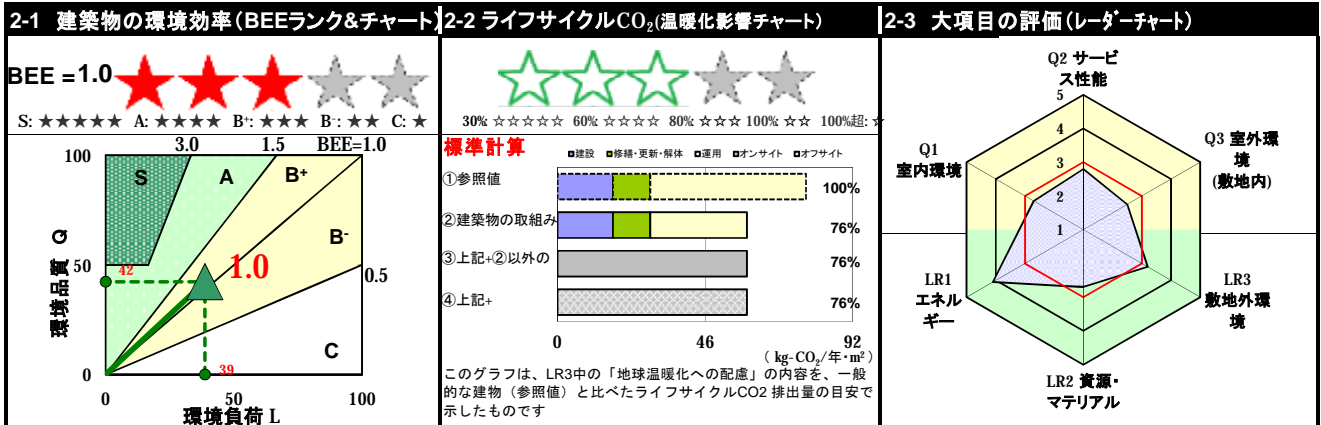 2-1 建築物の環境効率（BEEランク&チャート）
BEE = 1.0
S: ★★★★★ A: ★★★★ B⁺: ★★★ B⁻: ★★ C: ★
3.0 1.5 BEE=1.0
100
S A B⁺
B⁻
環境品質 Q
50
42
1.0
0.5
C
0
39
0 50 100
環境負荷 L
2-2 ライフサイクルCO₂(温暖化影響チャート)
30% ☆☆☆☆☆ 60% ☆☆☆☆ 80% ☆☆☆ 100% ☆☆ 100%超: ☆
標準計算
■建設 ■修繕・更新・解体 □運用 ■オンサイト ■オフサイト
①参照値 100%
②建築物の取組み 76%
③上記+②以外の 76%
④上記+ 76%
0 46 92
( kg-CO₂/年・m² )
このグラフは、LR3中の「地球温暖化への配慮」の内容を、一般
的な建物（参照値）と比べたライフサイクルCO2 排出量の目安で
示したものです
2-3 大項目の評価（レーダーチャート）
Q2 サービ
ス性能
5
4
3
2
1
Q1
室内環境
Q3 室外環
境
(敷地内)
LR1
エネル
ギー
LR3
敷地外環
境
LR2 資源・
マテリアル